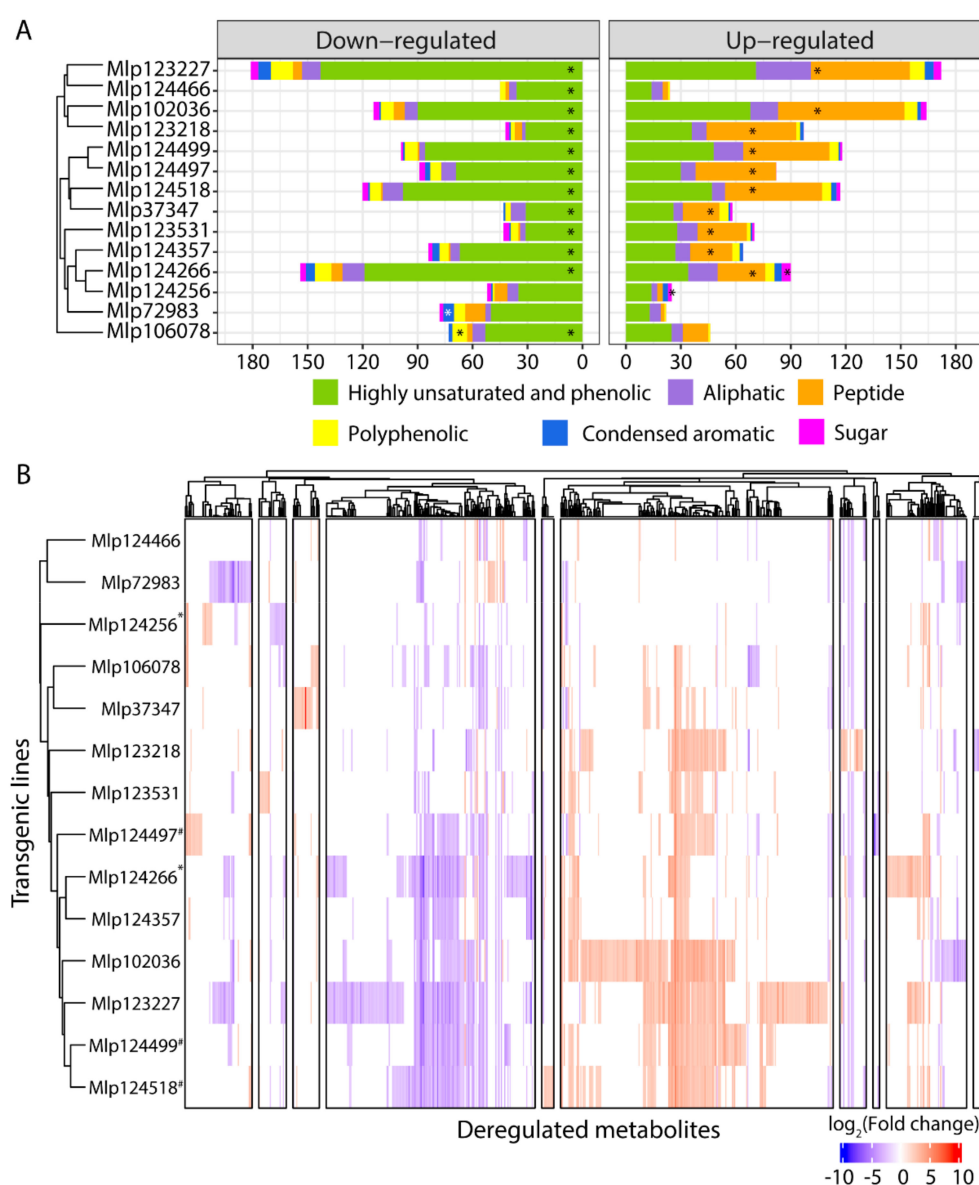 A
Down−regulated
Up−regulated
Mlp123227
Mlp124466
Mlp102036
Mlp123218
Mlp124499
Mlp124497
Mlp124518
Mlp37347
Mlp123531
Mlp124357
Mlp124266
Mlp124256
Mlp72983
Mlp106078
180 150 120 90 60 30 0
0 30 60 90 120 150 180
Highly unsaturated and phenolic
Aliphatic
Peptide
Polyphenolic
Condensed aromatic
Sugar
B
Transgenic lines
Mlp124466
Mlp72983
Mlp124256*
Mlp106078
Mlp37347
Mlp123218
Mlp123531
Mlp124497#
Mlp124266*
Mlp124357
Mlp102036
Mlp123227
Mlp124499#
Mlp124518#
Deregulated metabolites
log2(Fold change)
-10 -5 0 5 10